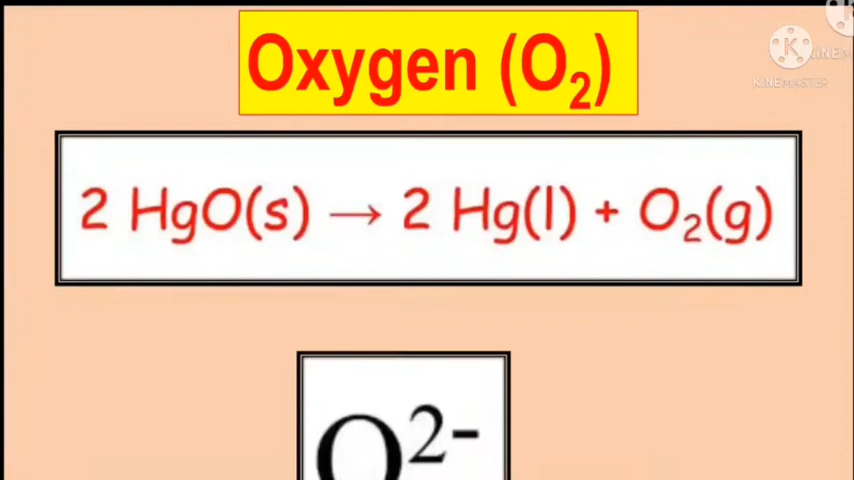 Oxygen (O₂)
K
KINEMASTER
2 HgO(s) → 2 Hg(l) + O₂(g)
O²⁻